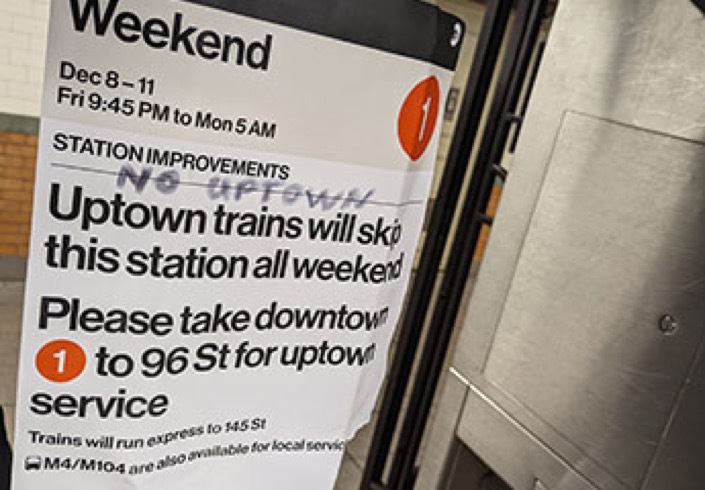 Weekend
Dec 8 – 11
Fri 9:45 PM to Mon 5 AM
1
STATION IMPROVEMENTS
NO UPTOWN
Uptown trains will skip
this station all weekend
Please take downtown
1 to 96 St for uptown
service
Trains will run express to 145 St
M4/M104 are also available for local service